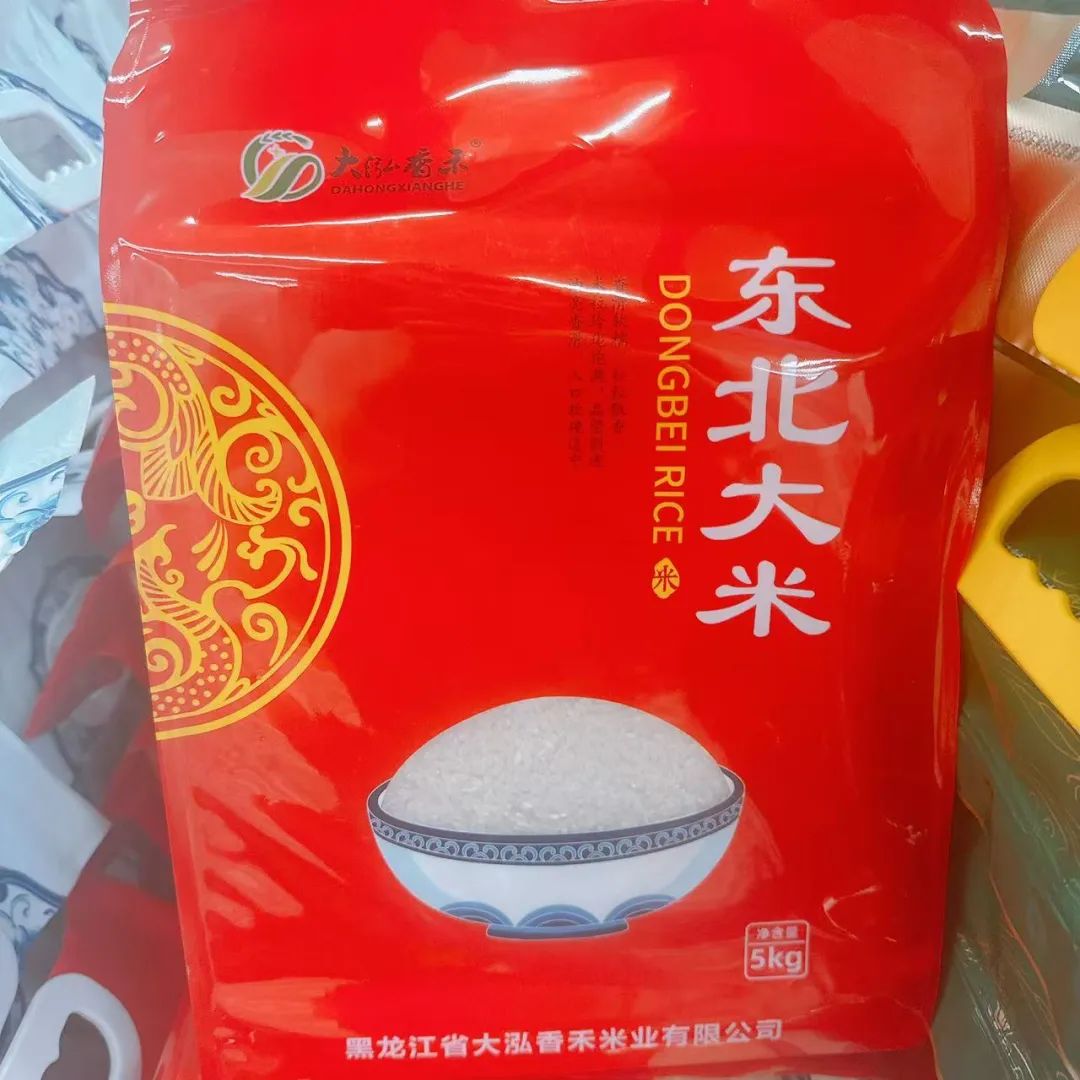 大泓香禾®
DAHONGXIANGHE
东北大米
DONGBEI RICE
米
净含量
5kg
黑龙江省大泓香禾米业有限公司